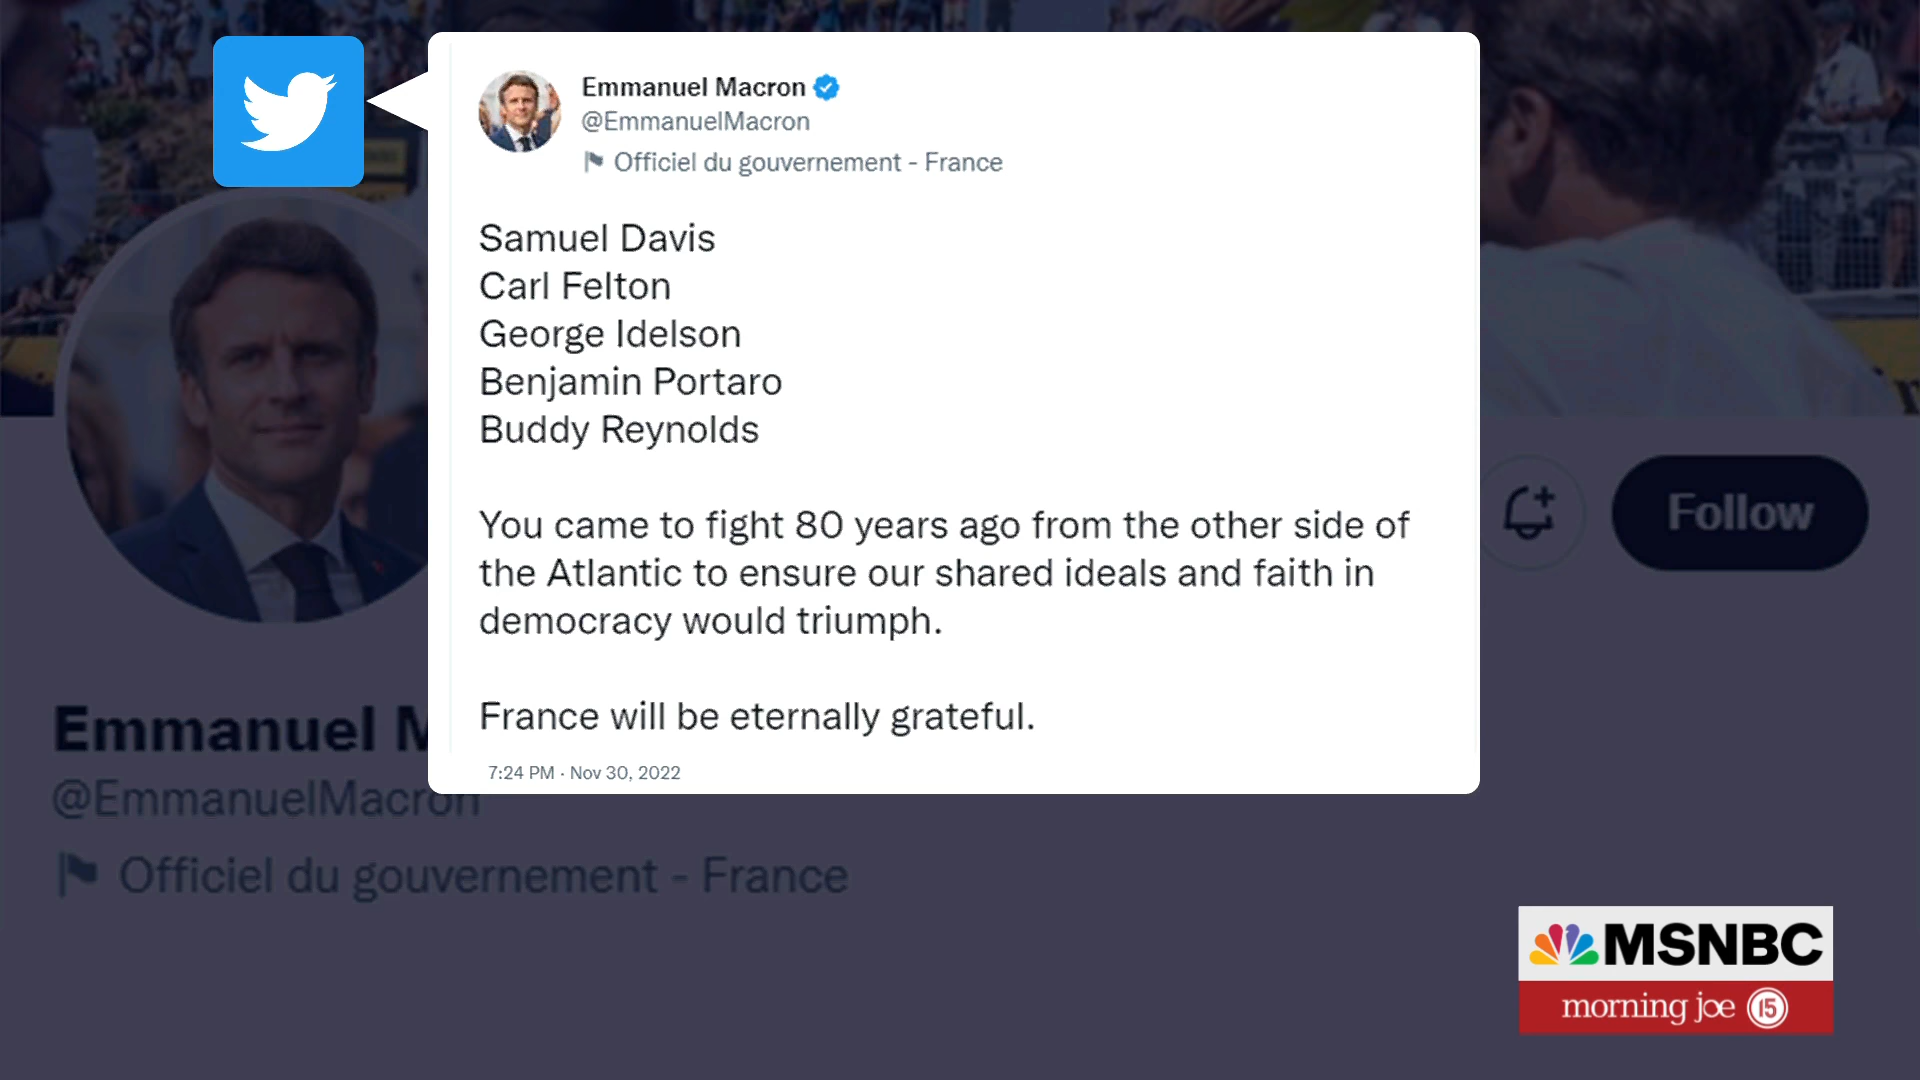 Emmanuel Macron
@EmmanuelMacron
Officiel du gouvernement - France
Samuel Davis
Carl Felton
George Idelson
Benjamin Portaro
Buddy Reynolds
You came to fight 80 years ago from the other side of
the Atlantic to ensure our shared ideals and faith in
democracy would triumph.
France will be eternally grateful.
7:24 PM · Nov 30, 2022
Follow
Emmanuel M
@EmmanuelMacron
Officiel du gouvernement - France
MSNBC
morning joe 15